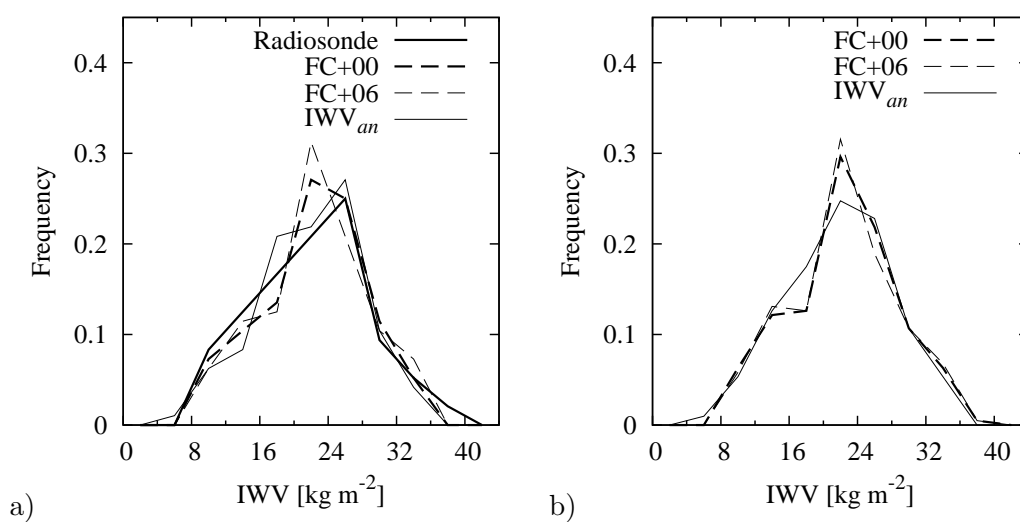 Frequency
0.4
0.3
0.2
0.1
0
Radiosonde
FC+00
FC+06
IWV_an
0 8 16 24 32 40
IWV [kg m^-2]
a)
Frequency
0.4
0.3
0.2
0.1
0
FC+00
FC+06
IWV_an
0 8 16 24 32 40
IWV [kg m^-2]
b)